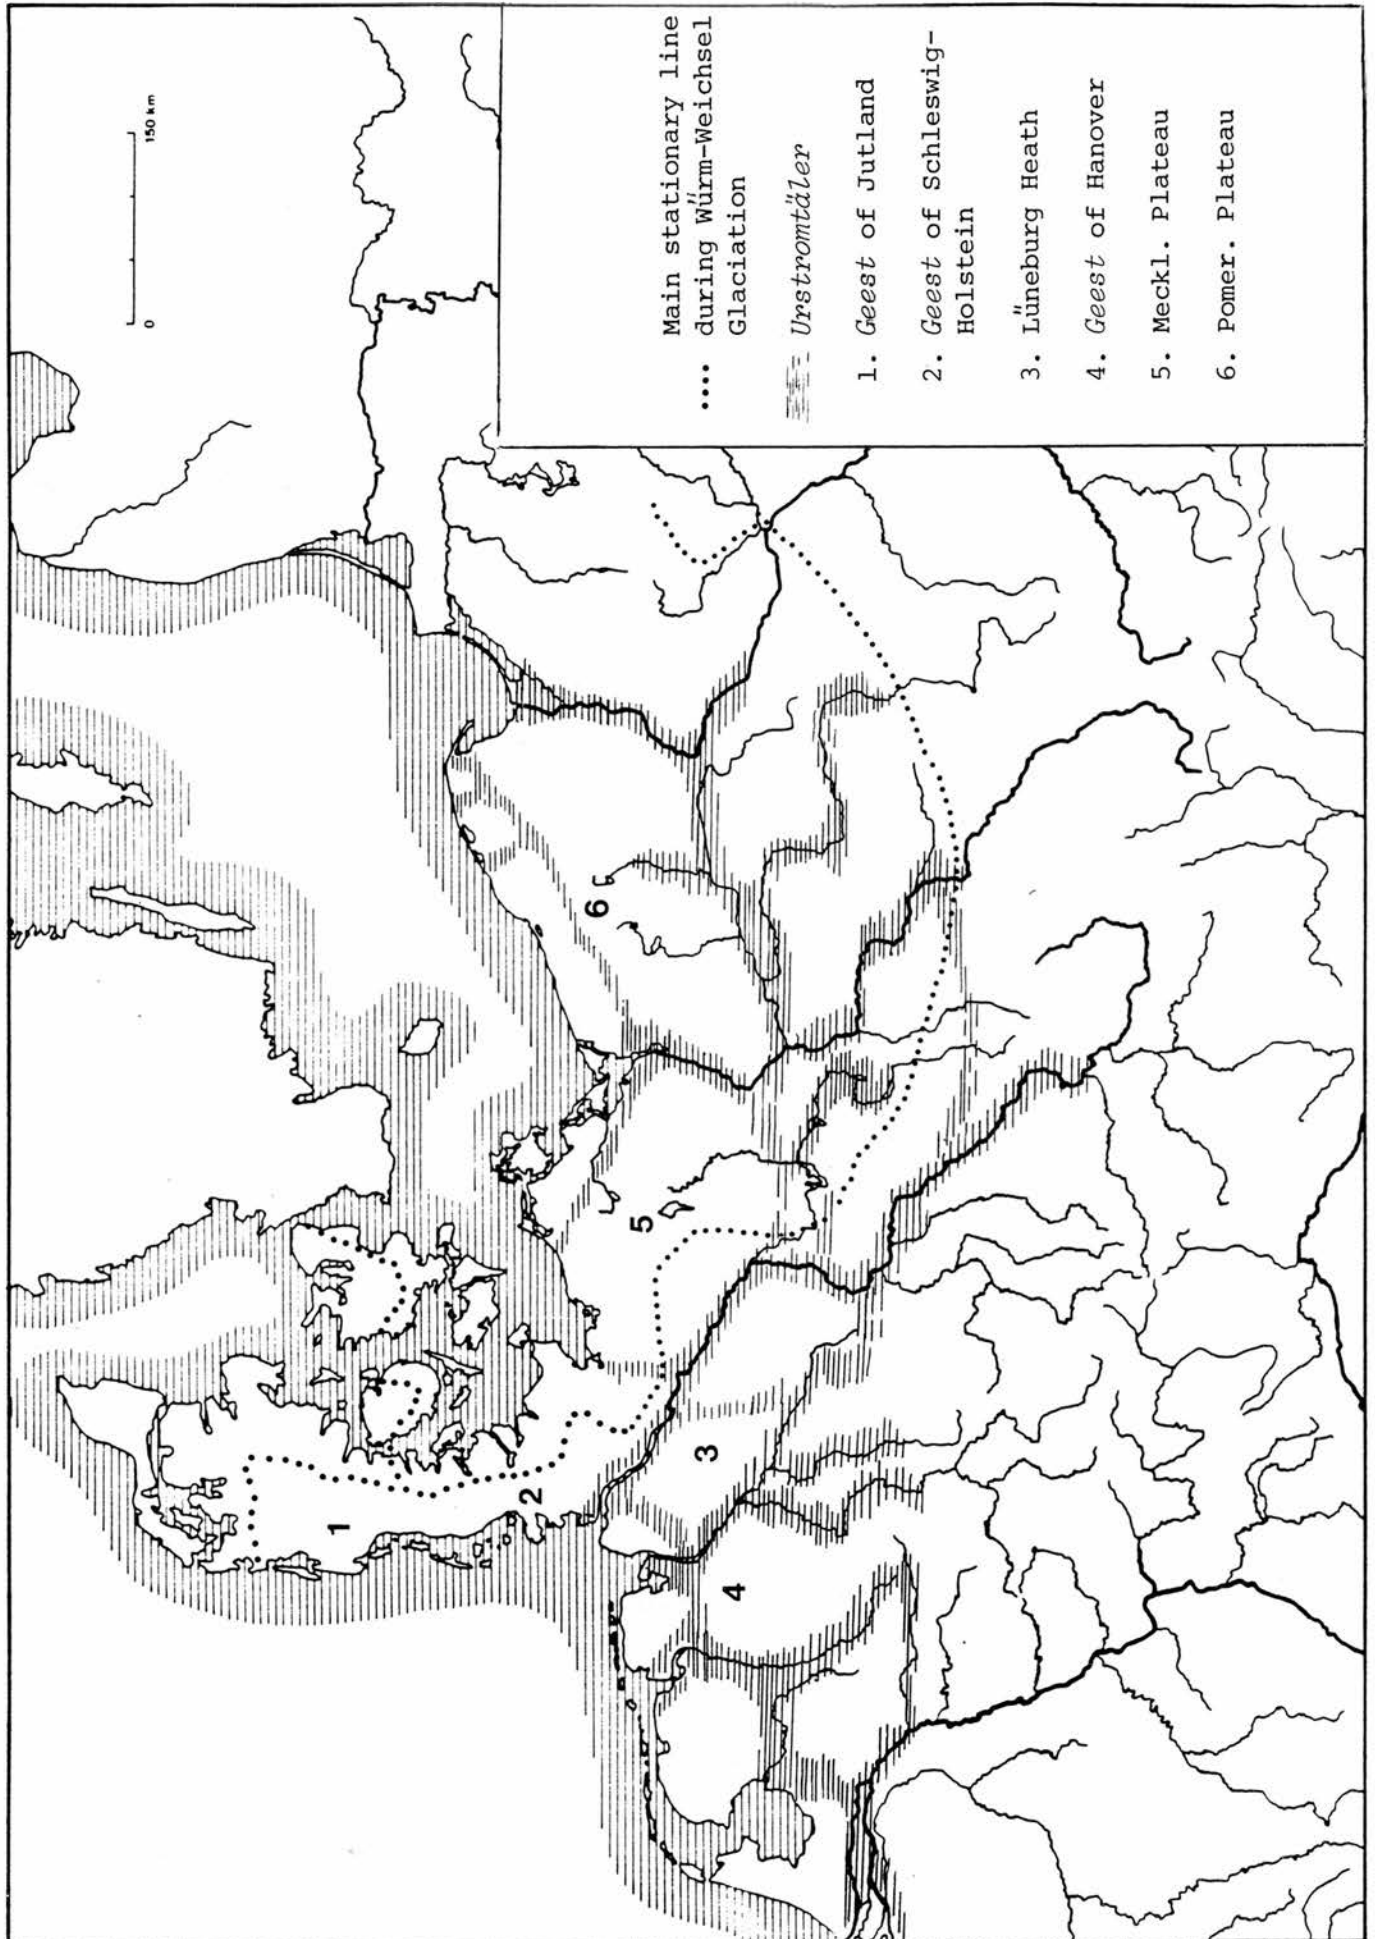 0 150 km
Main stationary line
.... during Würm-Weichsel
Glaciation
Urstromtäler
1. Geest of Jutland
2. Geest of Schleswig-
Holstein
3. Lüneburg Heath
4. Geest of Hanover
5. Meckl. Plateau
6. Pomer. Plateau
1
2
3
4
5
6